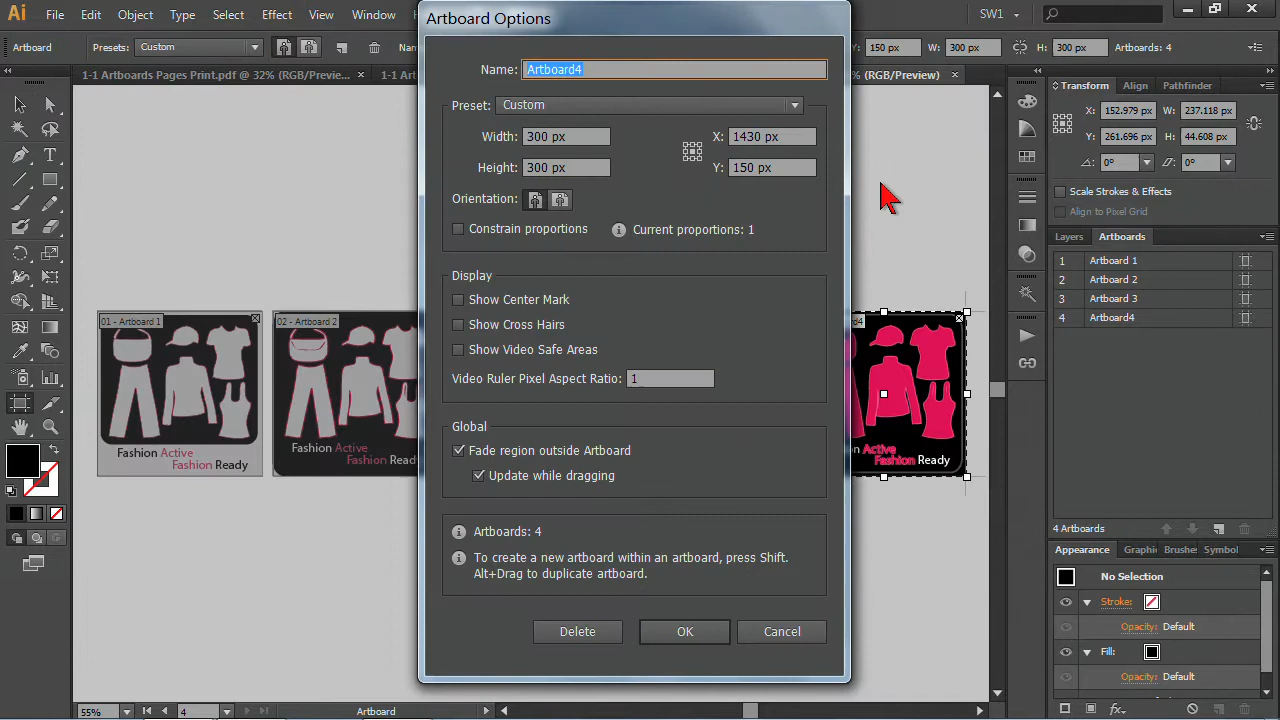 Ai File Edit Object Type Select Effect View Window
Artboard Options
SW1
Artboard Presets: Custom
Y: 150 px W: 300 px H: 300 px Artboards: 4
1-1 Artboards Pages Print.pdf @ 32% (RGB/Preview... × 1-1 Art
% (RGB/Preview) ×
Name: Artboard4
Preset: Custom
Width: 300 px X: 1430 px
Height: 300 px Y: 150 px
Orientation:
Constrain proportions Current proportions: 1
Display
Show Center Mark
Show Cross Hairs
Show Video Safe Areas
Video Ruler Pixel Aspect Ratio: 1
Global
Fade region outside Artboard
Update while dragging
Artboards: 4
To create a new artboard within an artboard, press Shift.
Alt+Drag to duplicate artboard.
Delete OK Cancel
01 - Artboard 1
Fashion Active
Fashion Ready
02 - Artboard 2
Fashion Active
Fashion Ready
Active
Fashion Ready
Transform Align Pathfinder
X: 152.979 px W: 237.118 px
Y: 261.696 px H: 44.608 px
0° 0°
Scale Strokes & Effects
Align to Pixel Grid
Layers Artboards
1 Artboard 1
2 Artboard 2
3 Artboard 3
4 Artboard4
4 Artboards
Appearance Graphi Brushe Symbol
No Selection
Stroke:
Opacity: Default
Fill:
Opacity: Default
fx
55% 4 Artboard